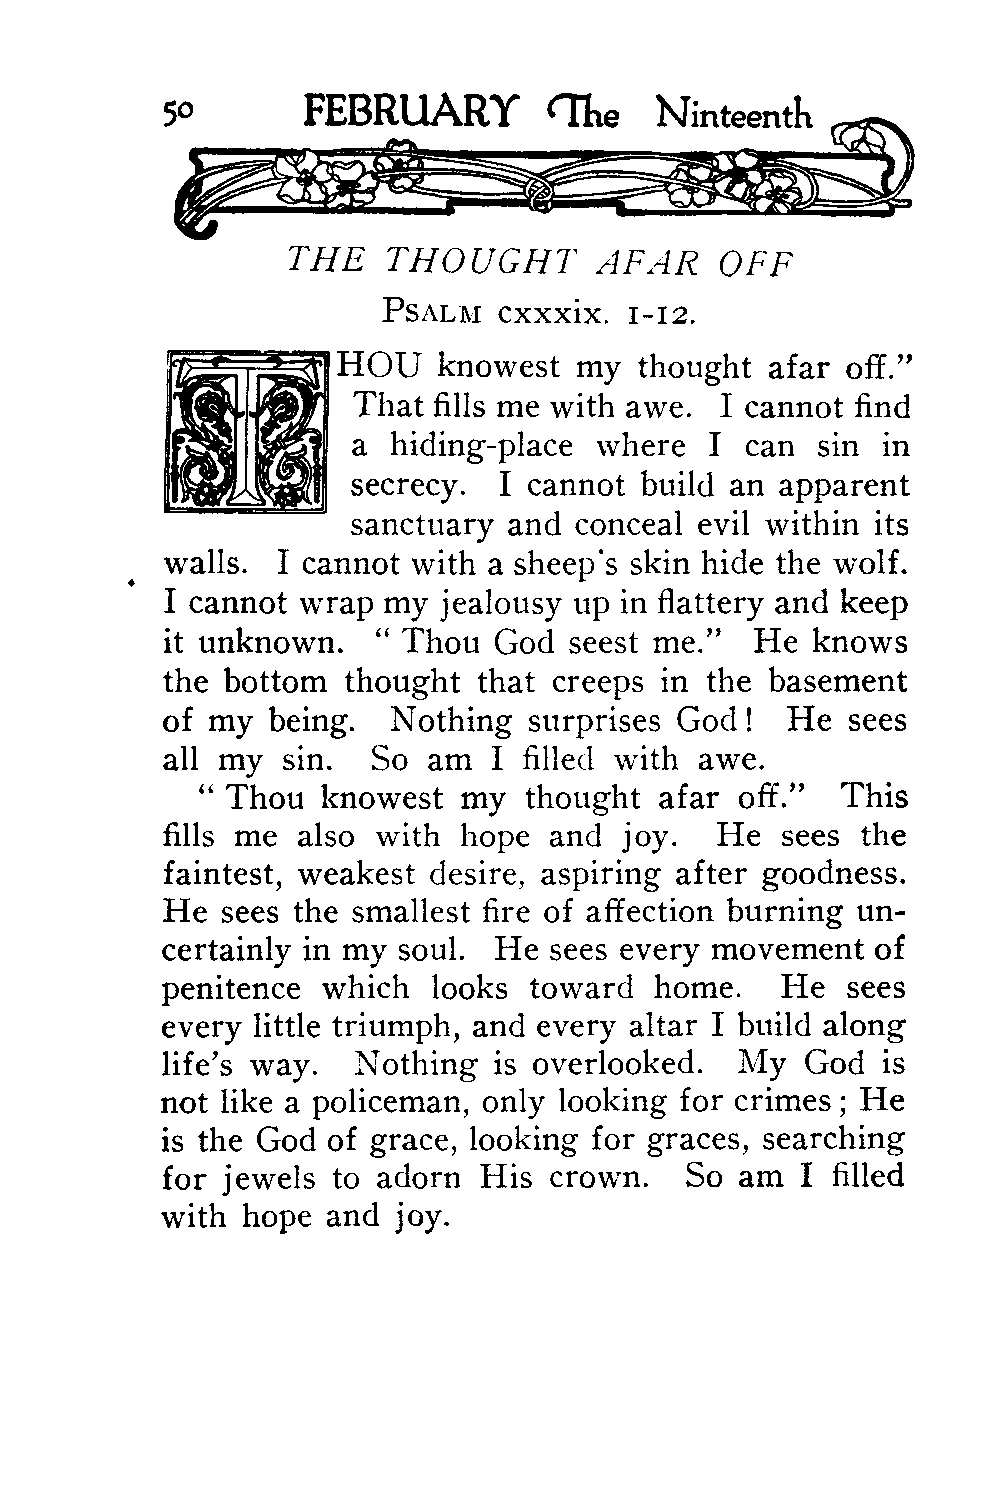 50 FEBRUARY The Ninteenth
THE THOUGHT AFAR OFF
PSALM cxxxix. 1-12.
THOU knowest my thought afar off.”
That fills me with awe. I cannot find
a hiding-place where I can sin in
secrecy. I cannot build an apparent
sanctuary and conceal evil within its
walls. I cannot with a sheep's skin hide the wolf.
I cannot wrap my jealousy up in flattery and keep
it unknown. “ Thou God seest me.” He knows
the bottom thought that creeps in the basement
of my being. Nothing surprises God! He sees
all my sin. So am I filled with awe.
“ Thou knowest my thought afar off.” This
fills me also with hope and joy. He sees the
faintest, weakest desire, aspiring after goodness.
He sees the smallest fire of affection burning un-
certainly in my soul. He sees every movement of
penitence which looks toward home. He sees
every little triumph, and every altar I build along
life’s way. Nothing is overlooked. My God is
not like a policeman, only looking for crimes ; He
is the God of grace, looking for graces, searching
for jewels to adorn His crown. So am I filled
with hope and joy.